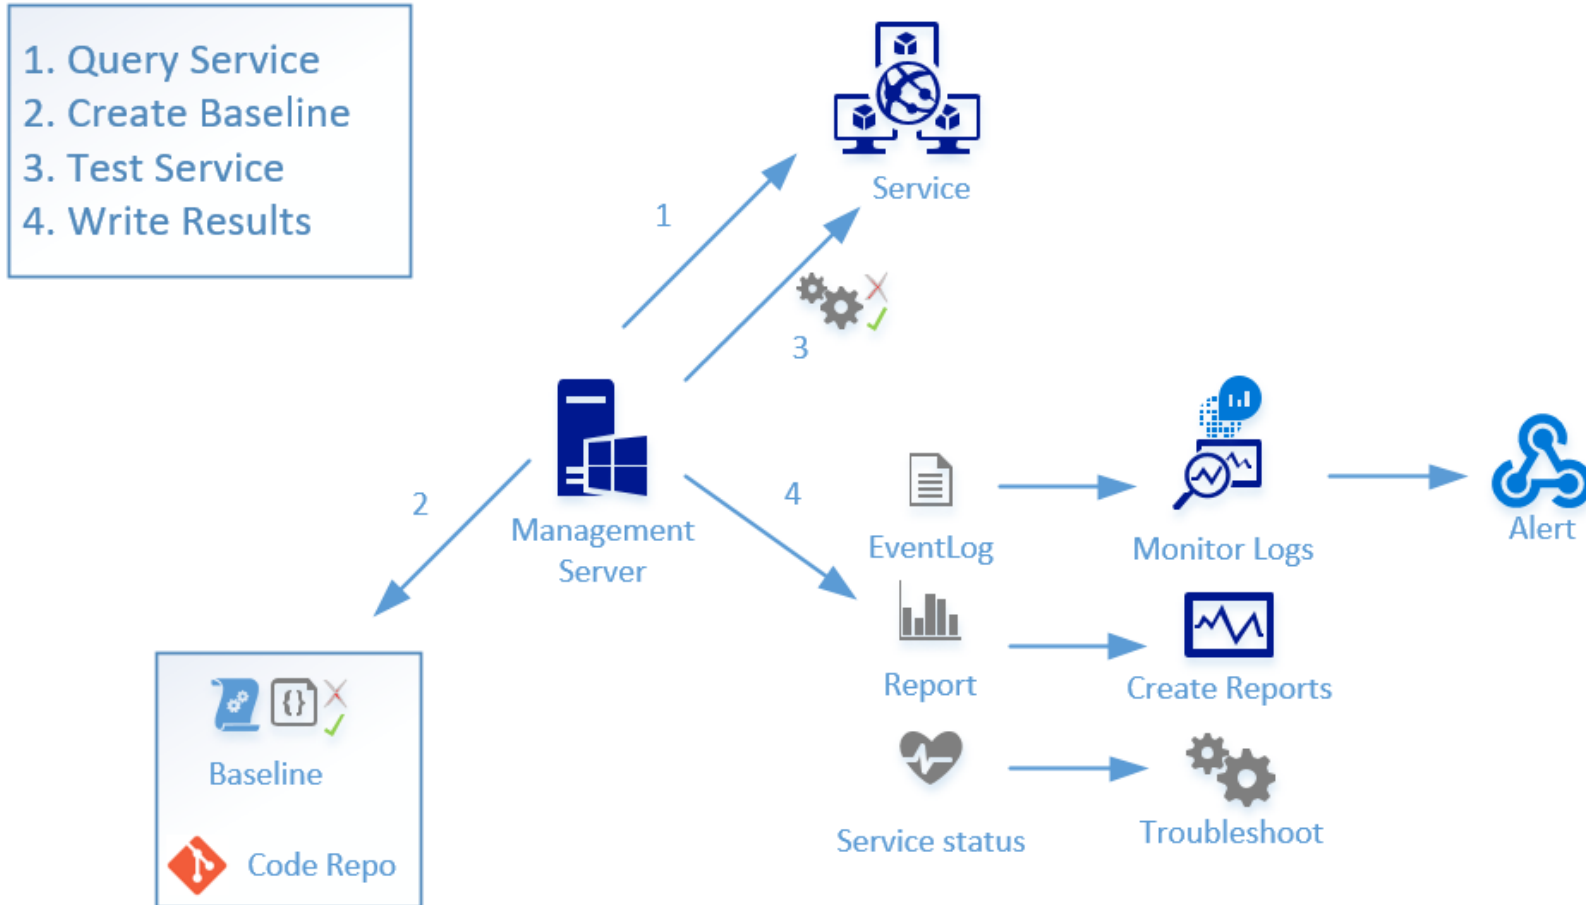 1. Query Service
2. Create Baseline
3. Test Service
4. Write Results
Service
1
3
Management
Server
2
4
EventLog
Monitor Logs
Alert
Report
Create Reports
Service status
Troubleshoot
{}
Baseline
Code Repo